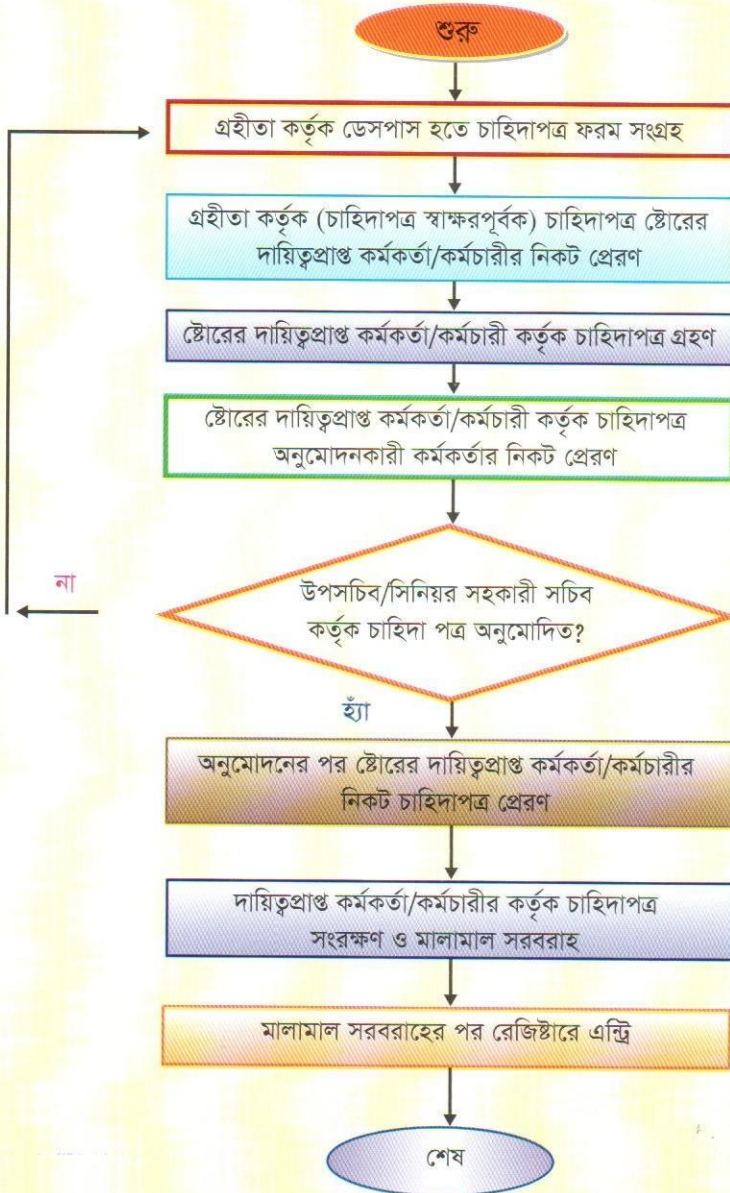 শুরু
গ্রহীতা কর্তৃক ডেসপাস হতে চাহিদাপত্র ফরম সংগ্রহ
গ্রহীতা কর্তৃক (চাহিদাপত্র স্বাক্ষরপূর্বক) চাহিদাপত্র ষ্টোরের
দায়িত্বপ্রাপ্ত কর্মকর্তা/কর্মচারীর নিকট প্রেরণ
ষ্টোরের দায়িত্বপ্রাপ্ত কর্মকর্তা/কর্মচারী কর্তৃক চাহিদাপত্র গ্রহণ
ষ্টোরের দায়িত্বপ্রাপ্ত কর্মকর্তা/কর্মচারী কর্তৃক চাহিদাপত্র
অনুমোদনকারী কর্মকর্তার নিকট প্রেরণ
না
উপসচিব/সিনিয়র সহকারী সচিব
কর্তৃক চাহিদা পত্র অনুমোদিত?
হ্যাঁ
অনুমোদনের পর ষ্টোরের দায়িত্বপ্রাপ্ত কর্মকর্তা/কর্মচারীর
নিকট চাহিদাপত্র প্রেরণ
দায়িত্বপ্রাপ্ত কর্মকর্তা/কর্মচারীর কর্তৃক চাহিদাপত্র
সংরক্ষণ ও মালামাল সরবরাহ
মালামাল সরবরাহের পর রেজিষ্টারে এন্ট্রি
শেষ